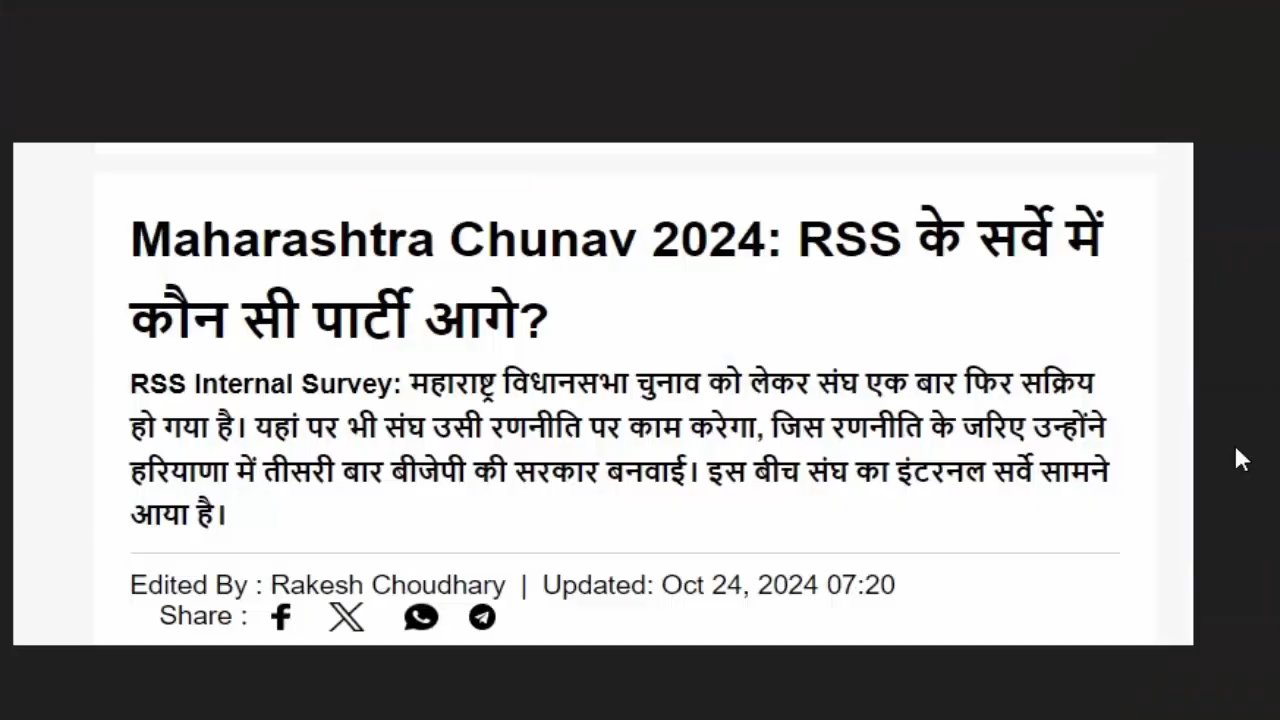 Maharashtra Chunav 2024: RSS के सर्वे में
कौन सी पार्टी आगे?
RSS Internal Survey: महाराष्ट्र विधानसभा चुनाव को लेकर संघ एक बार फिर सक्रिय
हो गया है। यहां पर भी संघ उसी रणनीति पर काम करेगा, जिस रणनीति के जरिए उन्होंने
हरियाणा में तीसरी बार बीजेपी की सरकार बनवाई। इस बीच संघ का इंटरनल सर्वे सामने
आया है।
Edited By : Rakesh Choudhary | Updated: Oct 24, 2024 07:20
Share :